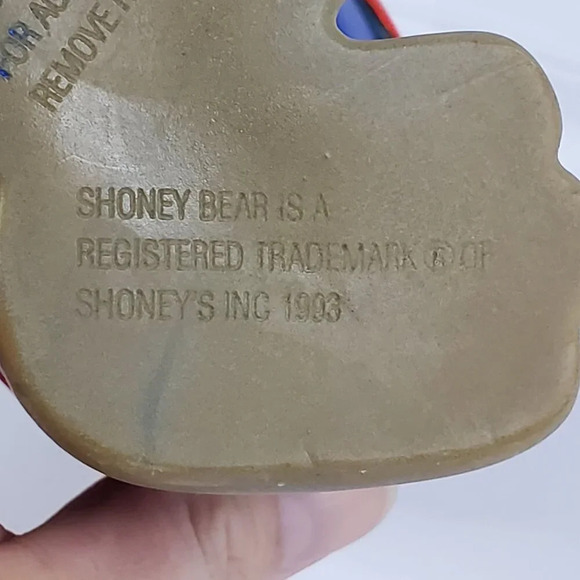 FOR
REMOVE
SHONEY BEAR IS A
REGISTERED TRADEMARK ® OF
SHONEY'S INC 1993